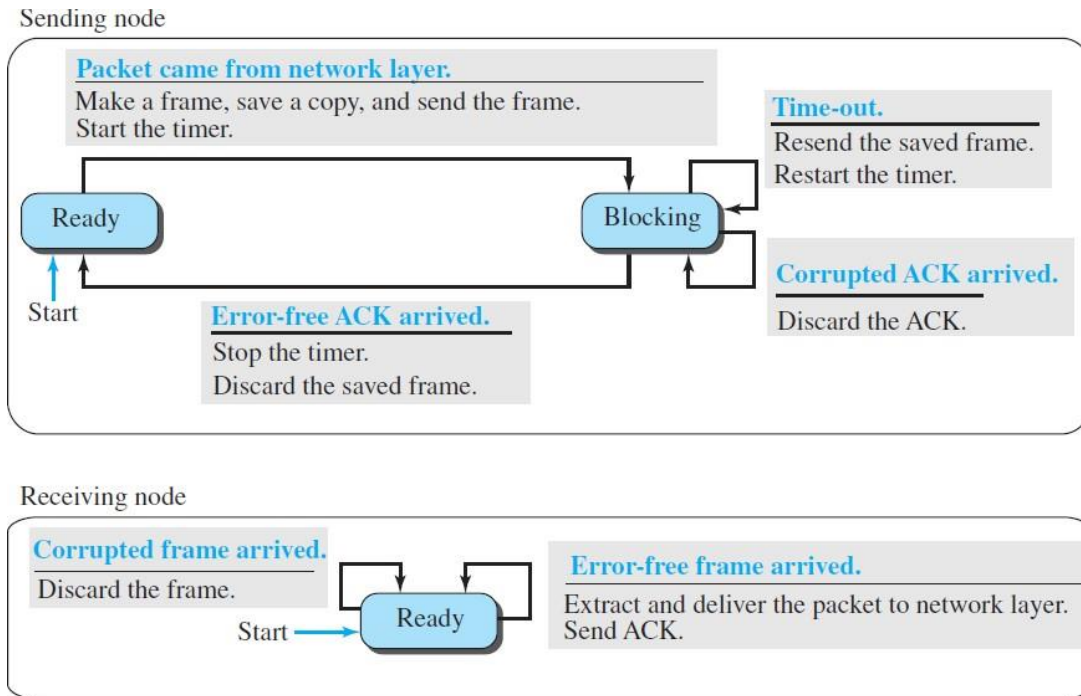 Sending node
Packet came from network layer.
Make a frame, save a copy, and send the frame.
Start the timer.
Time-out.
Resend the saved frame.
Restart the timer.
Ready
Blocking
Start
Error-free ACK arrived.
Stop the timer.
Discard the saved frame.
Corrupted ACK arrived.
Discard the ACK.
Receiving node
Corrupted frame arrived.
Discard the frame.
Start
Ready
Error-free frame arrived.
Extract and deliver the packet to network layer.
Send ACK.